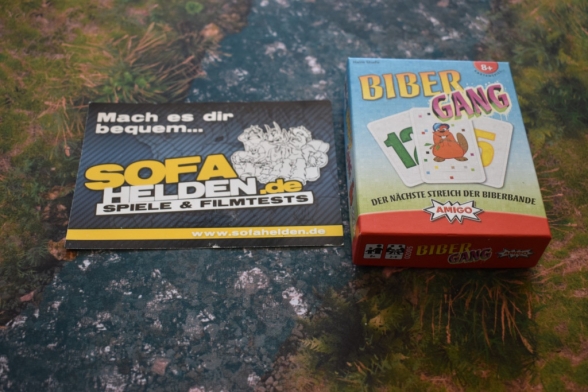 Mach es dir
bequem...
SOFA
HELDEN.de
SPIELE & FILMTESTS
www.sofahelden.de
8+
BIBER
GANG
12
5
DER NÄCHSTE STREICH DER BIBERBANDE
AMIGO
BIBER
GANG
AMIGO